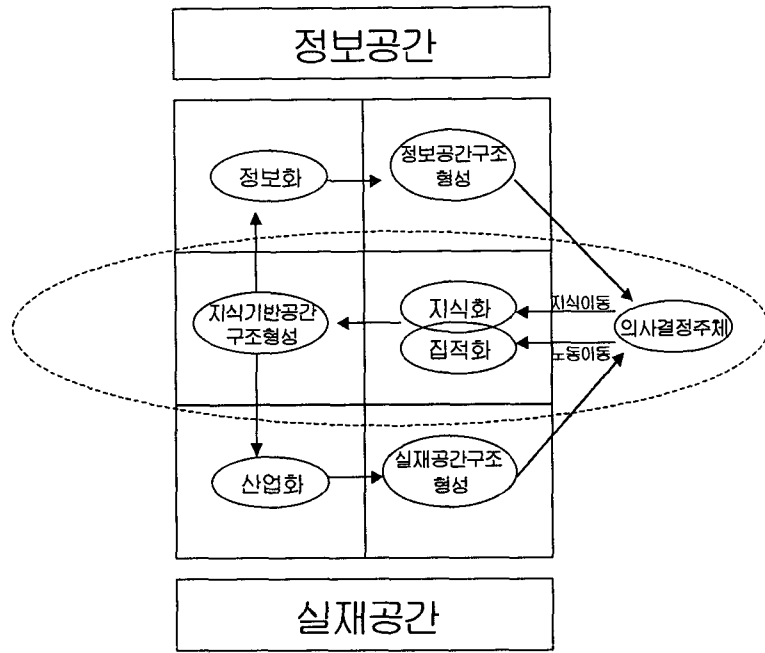 정보공간
정보화
정보공간구조
형성
지식기반공간
구조형성
지식화
집적화
지식이동
노동이동
의사결정주체
산업화
실재공간구조
형성
실재공간